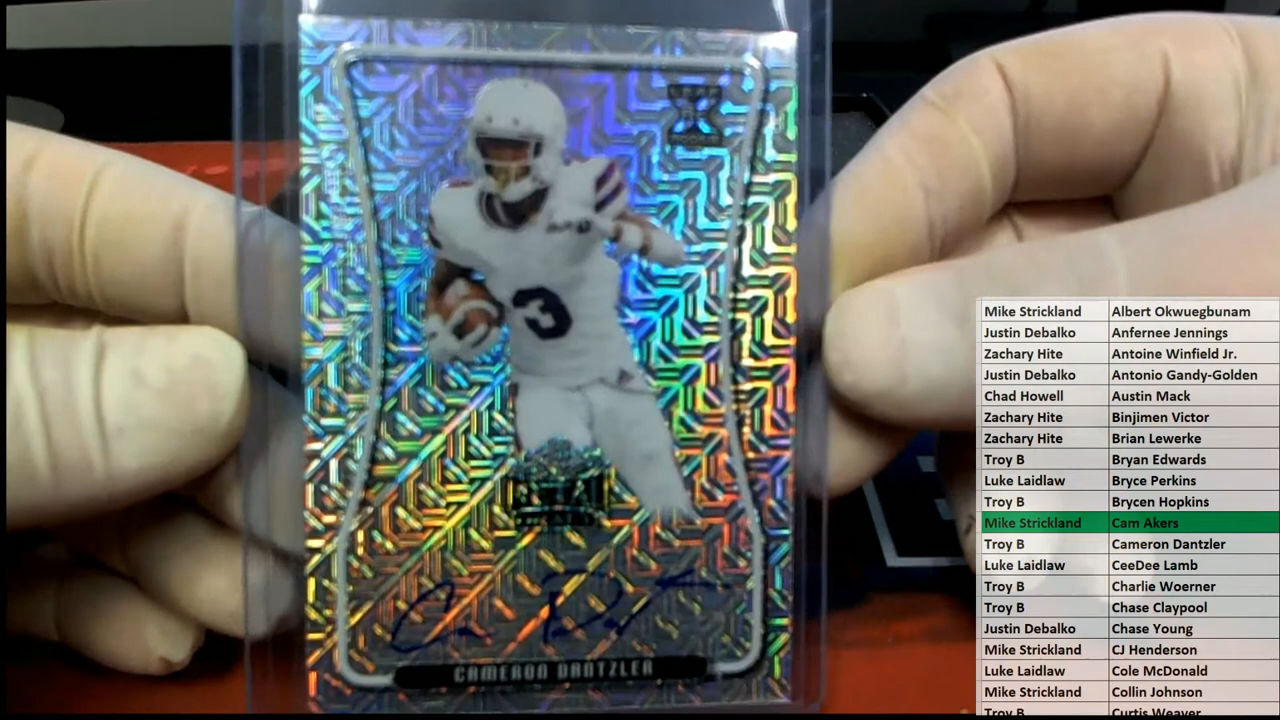 3
CAMERON DANTZLER
Mike Strickland Albert Okwuegbunam
Justin Debalko Anfernee Jennings
Zachary Hite Antoine Winfield Jr.
Justin Debalko Antonio Gandy-Golden
Chad Howell Austin Mack
Zachary Hite Binjimen Victor
Zachary Hite Brian Lewerke
Troy B Bryan Edwards
Luke Laidlaw Bryce Perkins
Troy B Brycen Hopkins
Mike Strickland Cam Akers
Troy B Cameron Dantzler
Luke Laidlaw CeeDee Lamb
Troy B Charlie Woerner
Troy B Chase Claypool
Justin Debalko Chase Young
Mike Strickland CJ Henderson
Luke Laidlaw Cole McDonald
Mike Strickland Collin Johnson
Troy B Curtis Weaver